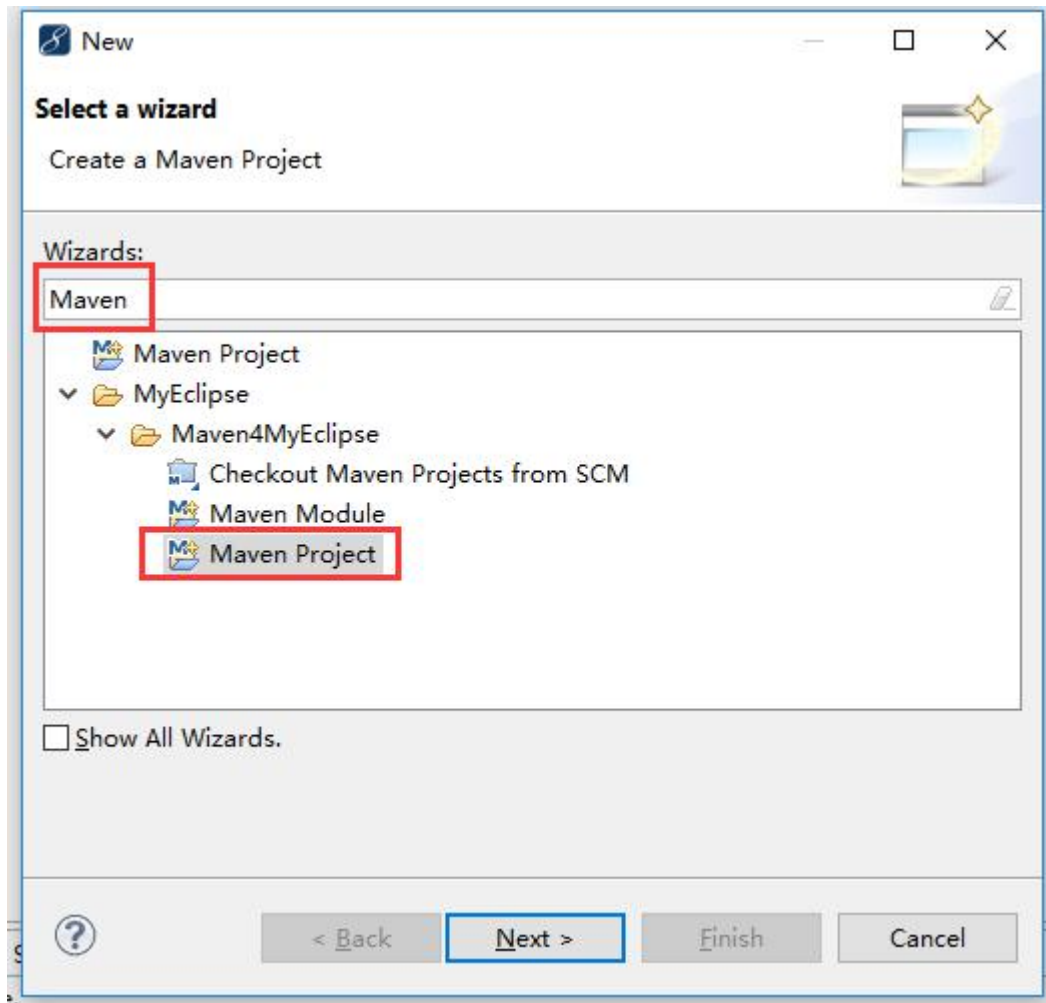 New
Select a wizard
Create a Maven Project
Wizards:
Maven
Maven Project
MyEclipse
Maven4MyEclipse
Checkout Maven Projects from SCM
Maven Module
Maven Project
Show All Wizards.
< Back Next > Finish Cancel